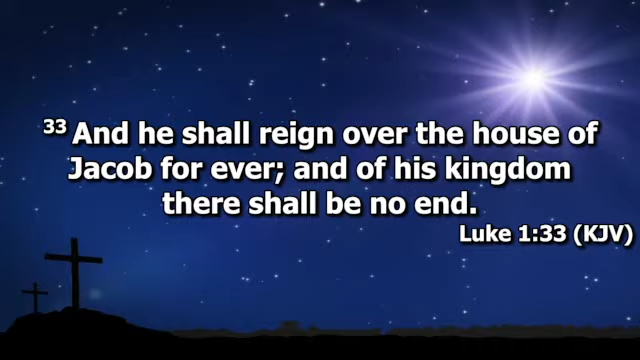 33 And he shall reign over the house of
Jacob for ever; and of his kingdom
there shall be no end.
Luke 1:33 (KJV)